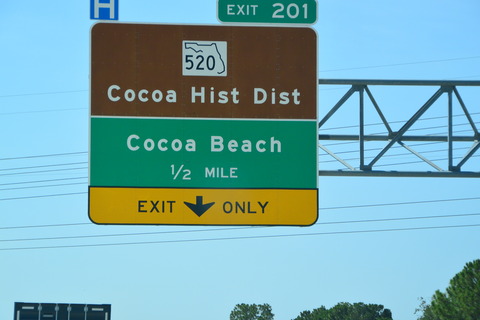 H
EXIT 201
520
Cocoa Hist Dist
Cocoa Beach
1/2 MILE
EXIT ONLY